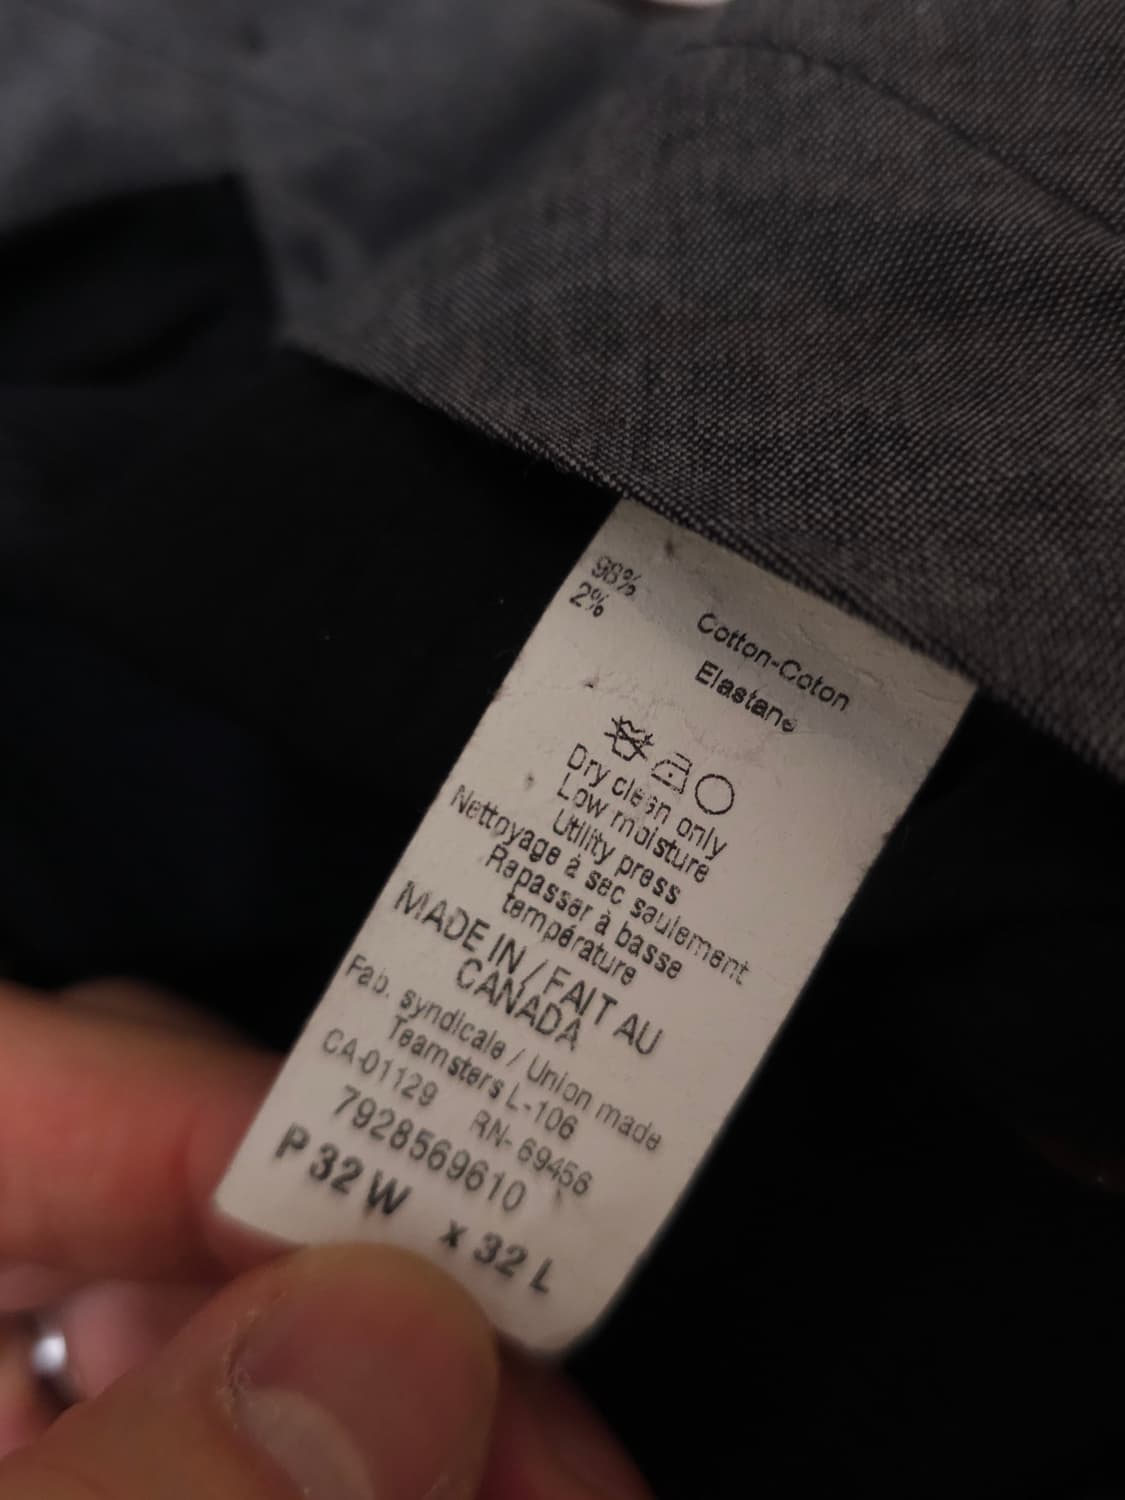 98% Cotton-Coton
2% Elastane
Dry clean only
Low moisture
Utility press
Nettoyage à sec seulement
Repasser à basse
température
MADE IN / FAIT AU
CANADA
Fab. syndicale / Union made
Teamsters L-106
CA-01129 RN- 69456
7928569610
P 32 W x 32 L